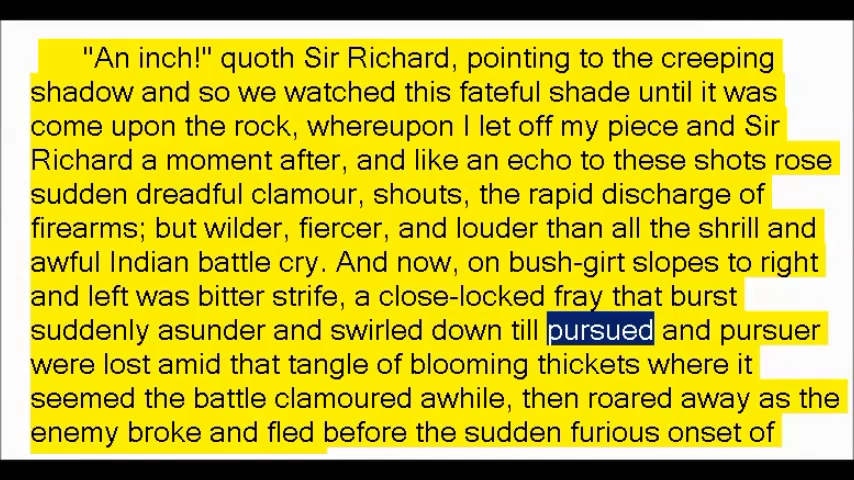 "An inch!" quoth Sir Richard, pointing to the creeping
shadow and so we watched this fateful shade until it was
come upon the rock, whereupon I let off my piece and Sir
Richard a moment after, and like an echo to these shots rose
sudden dreadful clamour, shouts, the rapid discharge of
firearms; but wilder, fiercer, and louder than all the shrill and
awful Indian battle cry. And now, on bush-girt slopes to right
and left was bitter strife, a close-locked fray that burst
suddenly asunder and swirled down till pursued and pursuer
were lost amid that tangle of blooming thickets where it
seemed the battle clamoured awhile, then roared away as the
enemy broke and fled before the sudden furious onset of